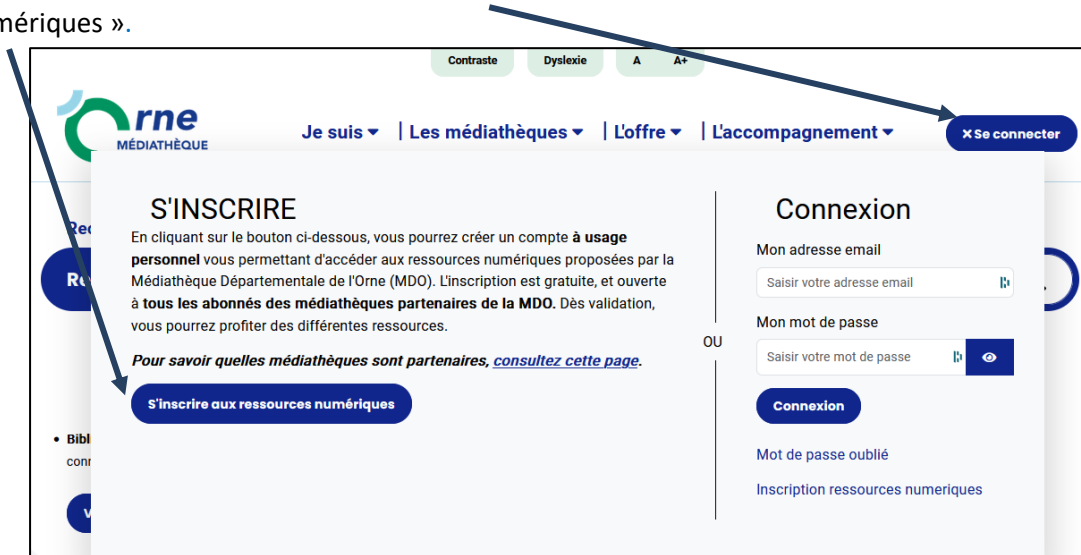 mériques ».
Contraste Dyslexie A A+
Orne
MÉDIATHÈQUE
Je suis | Les médiathèques | L'offre | L'accompagnement
Se connecter
S'INSCRIRE
En cliquant sur le bouton ci-dessous, vous pourrez créer un compte à usage
personnel vous permettant d'accéder aux ressources numériques proposées par la
Médiathèque Départementale de l'Orne (MDO). L'inscription est gratuite, et ouverte
à tous les abonnés des médiathèques partenaires de la MDO. Dès validation,
vous pourrez profiter des différentes ressources.
Pour savoir quelles médiathèques sont partenaires, consultez cette page.
S'inscrire aux ressources numériques
OU
Connexion
Mon adresse email
Saisir votre adresse email
Mon mot de passe
Saisir votre mot de passe
Connexion
Mot de passe oublié
Inscription ressources numeriques